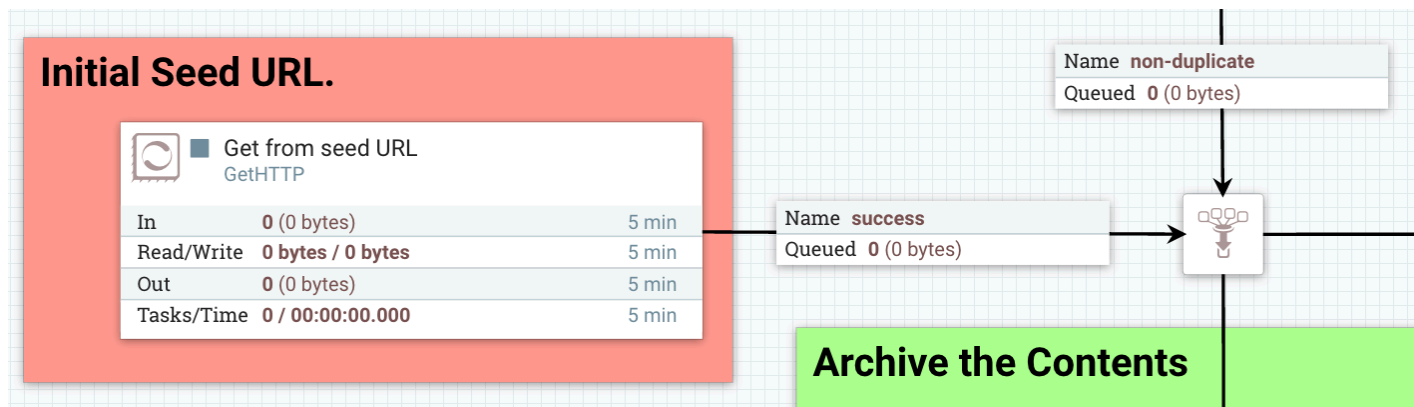 Initial Seed URL.
Get from seed URL
GetHTTP
In 0 (0 bytes) 5 min
Read/Write 0 bytes / 0 bytes 5 min
Out 0 (0 bytes) 5 min
Tasks/Time 0 / 00:00:00.000 5 min
Name success
Queued 0 (0 bytes)
Name non-duplicate
Queued 0 (0 bytes)
Archive the Contents